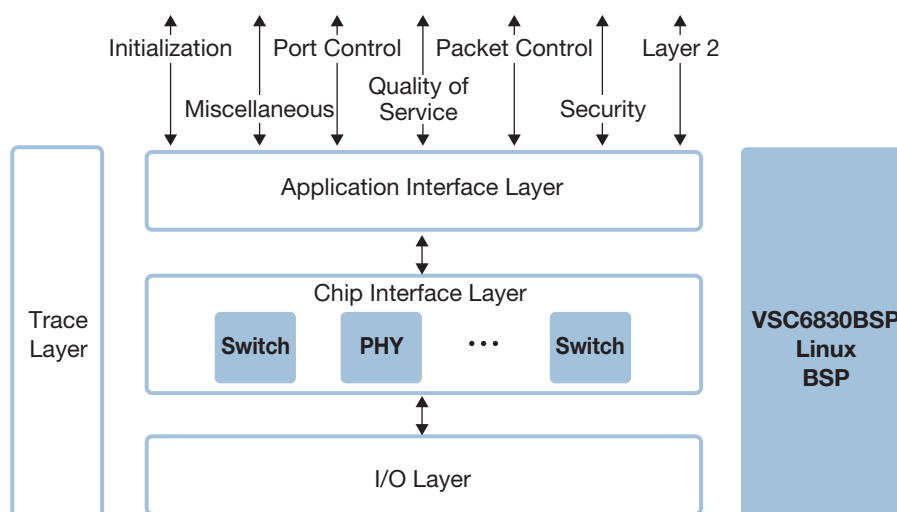 Initialization
Port Control
Packet Control
Layer 2
Miscellaneous
Quality of
Service
Security
Application Interface Layer
Chip Interface Layer
Switch
PHY
...
Switch
Trace
Layer
VSC6830BSP
Linux
BSP
I/O Layer